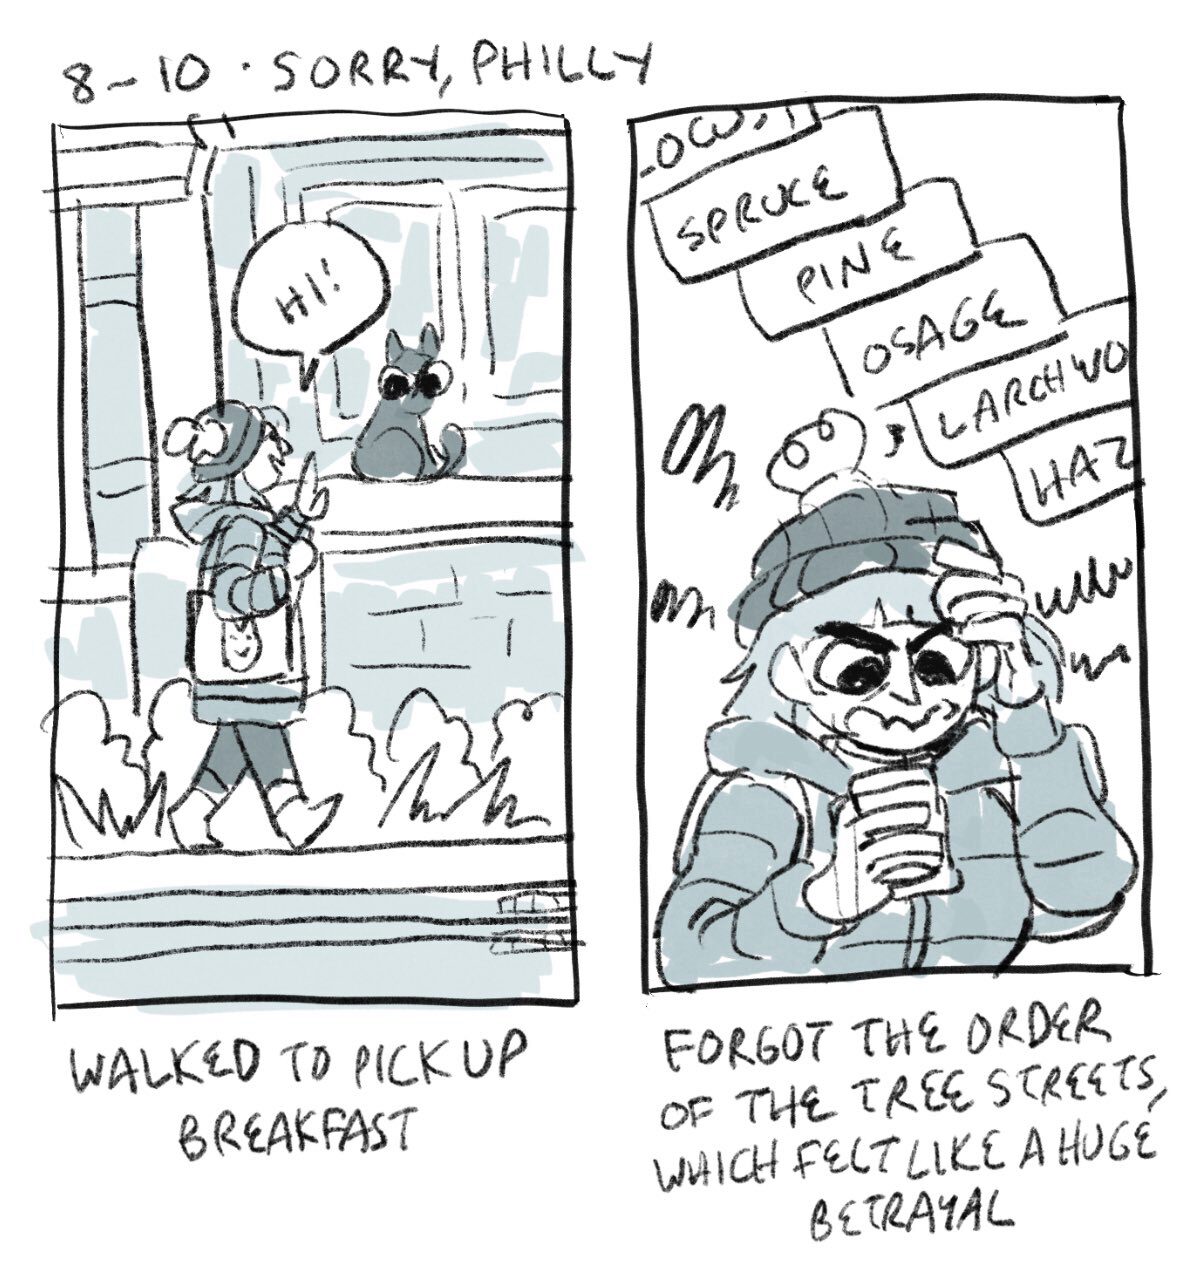 8-10 · SORRY, PHILLY
HI!
SPRUCE
PINE
OSAGE
LARCHWO
HAZ
WALKED TO PICK UP
BREAKFAST
FORGOT THE ORDER
OF THE TREE STREETS,
WHICH FELT LIKE A HUGE
BETRAYAL